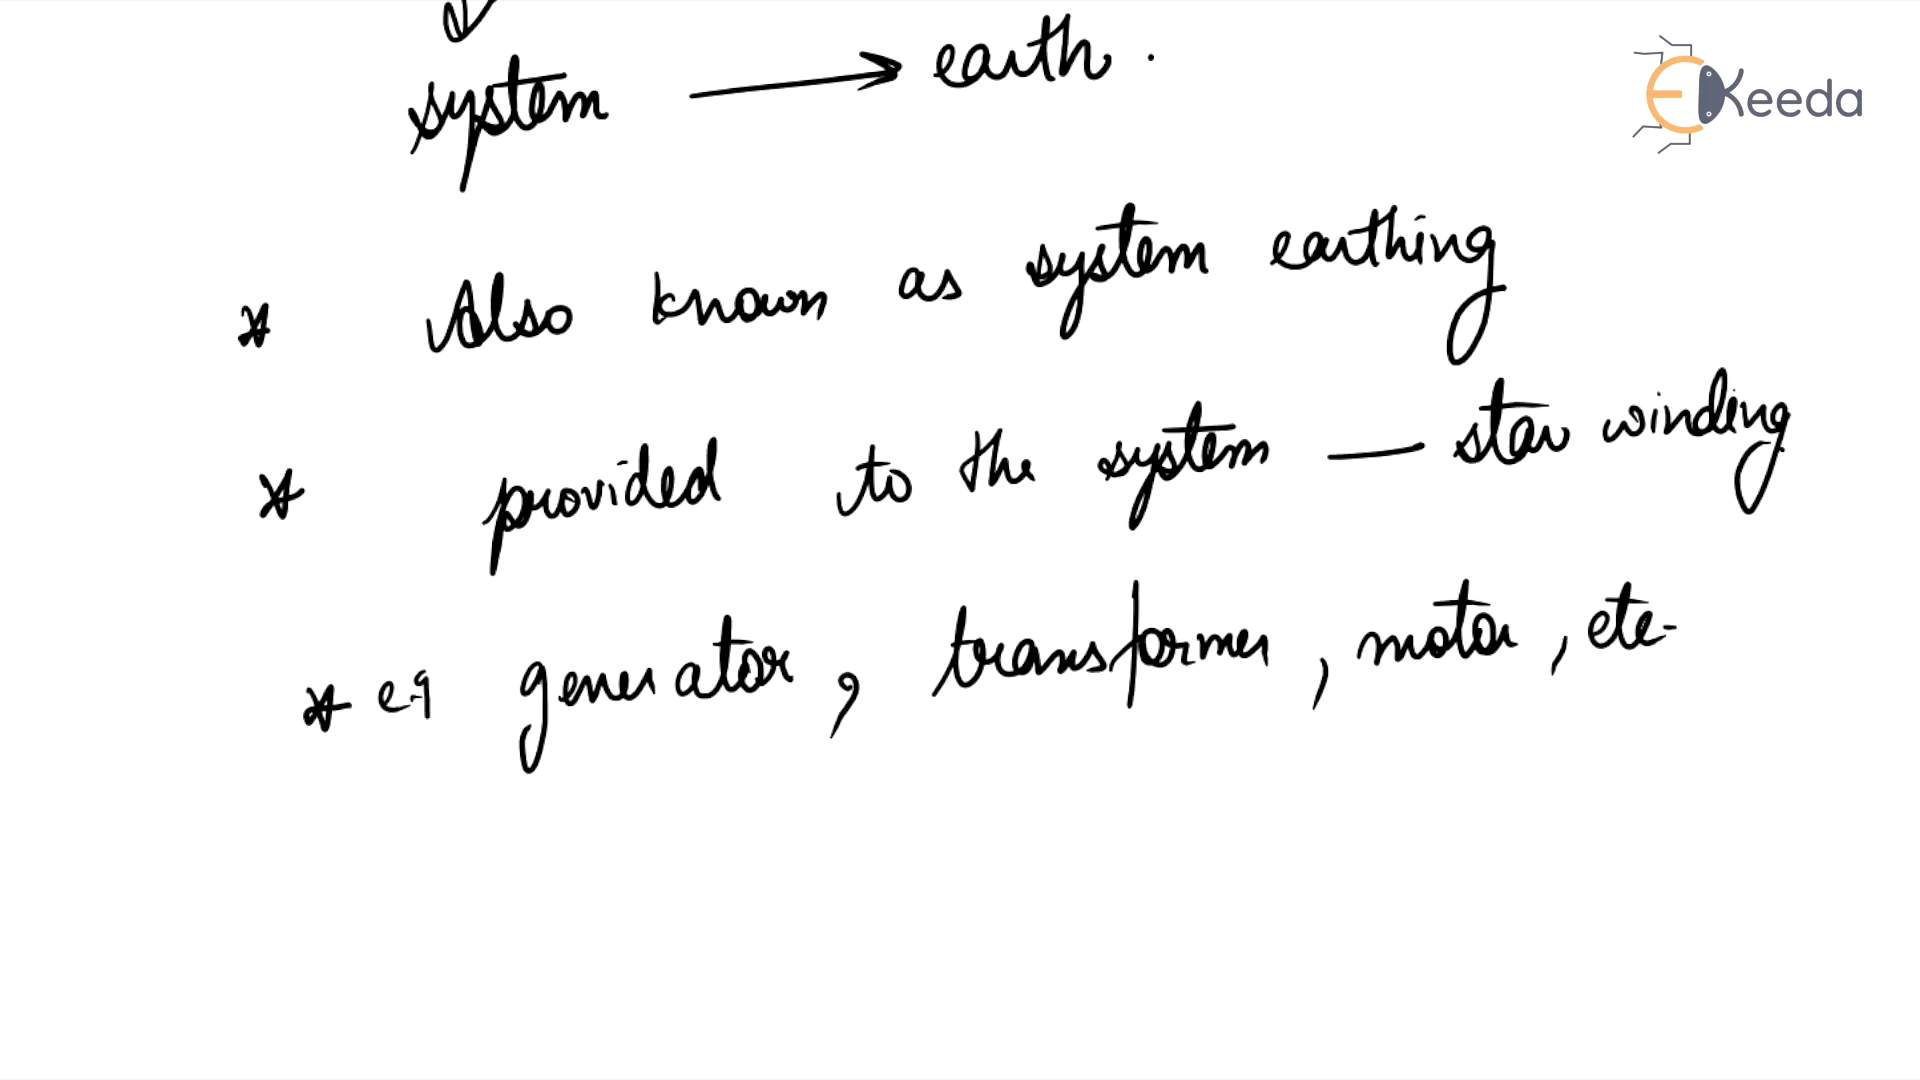 system → earth.
EKeeda
* Also known as system earthing
* provided to the system — star winding
* e.g generator, transformer, motor, etc.